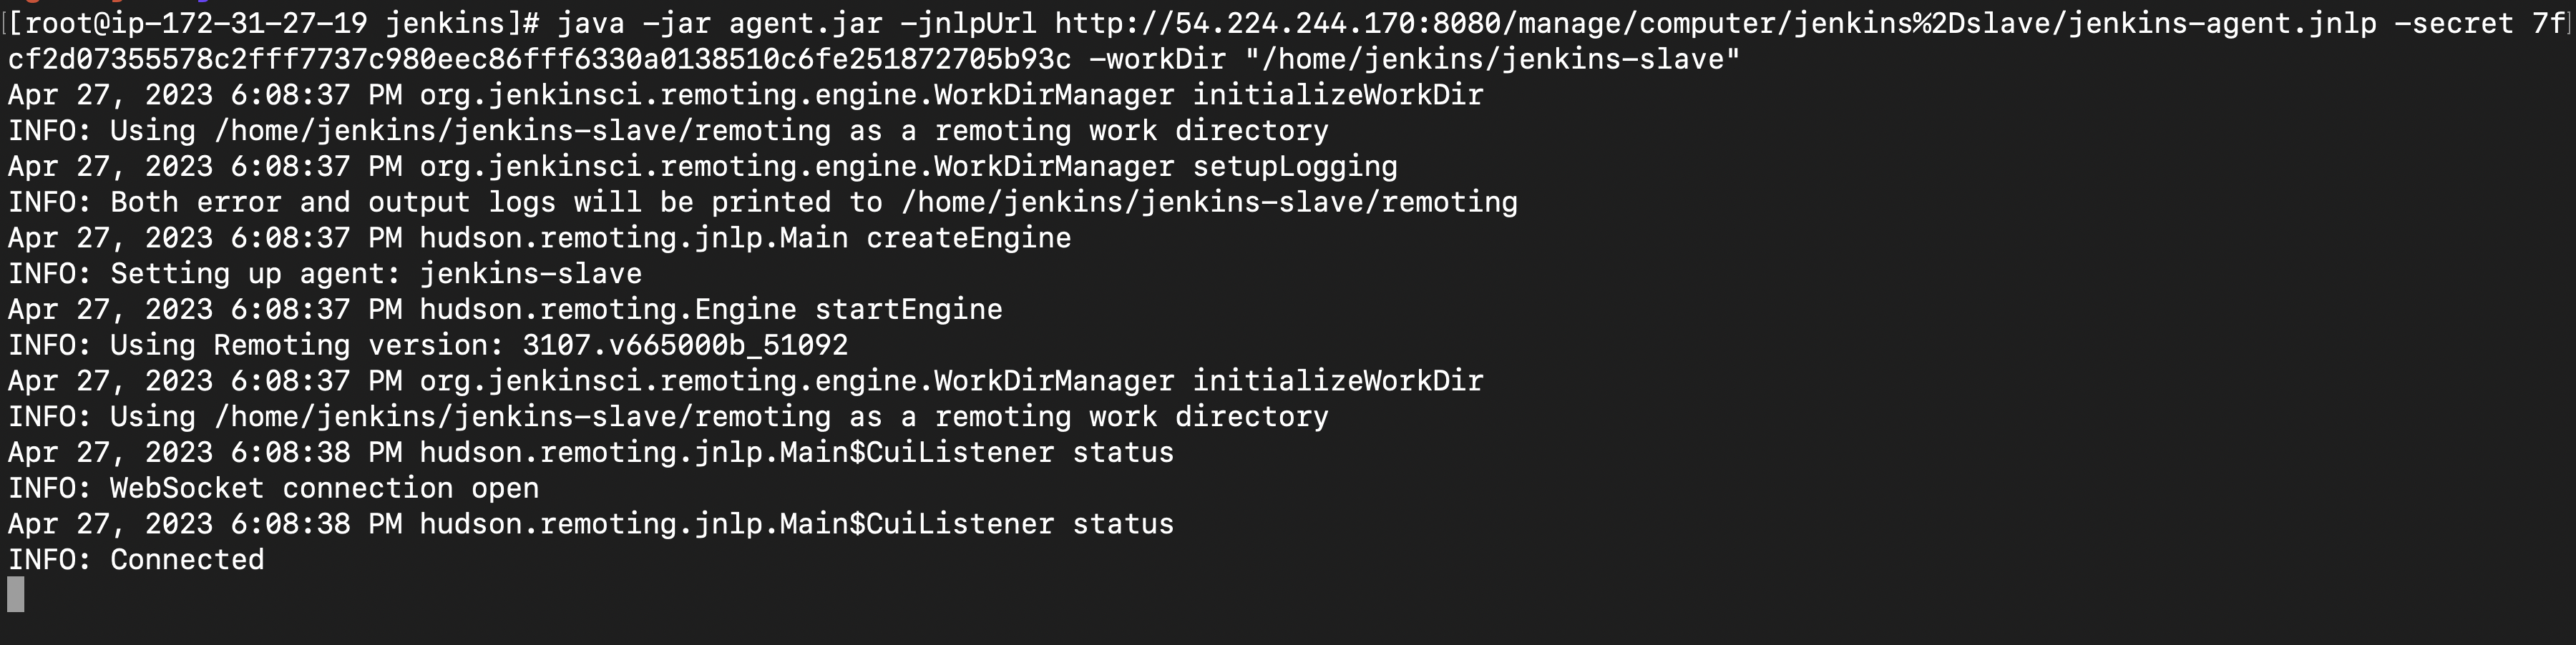 [[root@ip-172-31-27-19 jenkins]# java -jar agent.jar -jnlpUrl http://54.224.244.170:8080/manage/computer/jenkins%2Dslave/jenkins-agent.jnlp -secret 7f]
cf2d07355578c2fff7737c980eec86fff6330a0138510c6fe251872705b93c -workDir "/home/jenkins/jenkins-slave"
Apr 27, 2023 6:08:37 PM org.jenkinsci.remoting.engine.WorkDirManager initializeWorkDir
INFO: Using /home/jenkins/jenkins-slave/remoting as a remoting work directory
Apr 27, 2023 6:08:37 PM org.jenkinsci.remoting.engine.WorkDirManager setupLogging
INFO: Both error and output logs will be printed to /home/jenkins/jenkins-slave/remoting
Apr 27, 2023 6:08:37 PM hudson.remoting.jnlp.Main createEngine
INFO: Setting up agent: jenkins-slave
Apr 27, 2023 6:08:37 PM hudson.remoting.Engine startEngine
INFO: Using Remoting version: 3107.v665000b_51092
Apr 27, 2023 6:08:37 PM org.jenkinsci.remoting.engine.WorkDirManager initializeWorkDir
INFO: Using /home/jenkins/jenkins-slave/remoting as a remoting work directory
Apr 27, 2023 6:08:38 PM hudson.remoting.jnlp.Main$CuiListener status
INFO: WebSocket connection open
Apr 27, 2023 6:08:38 PM hudson.remoting.jnlp.Main$CuiListener status
INFO: Connected